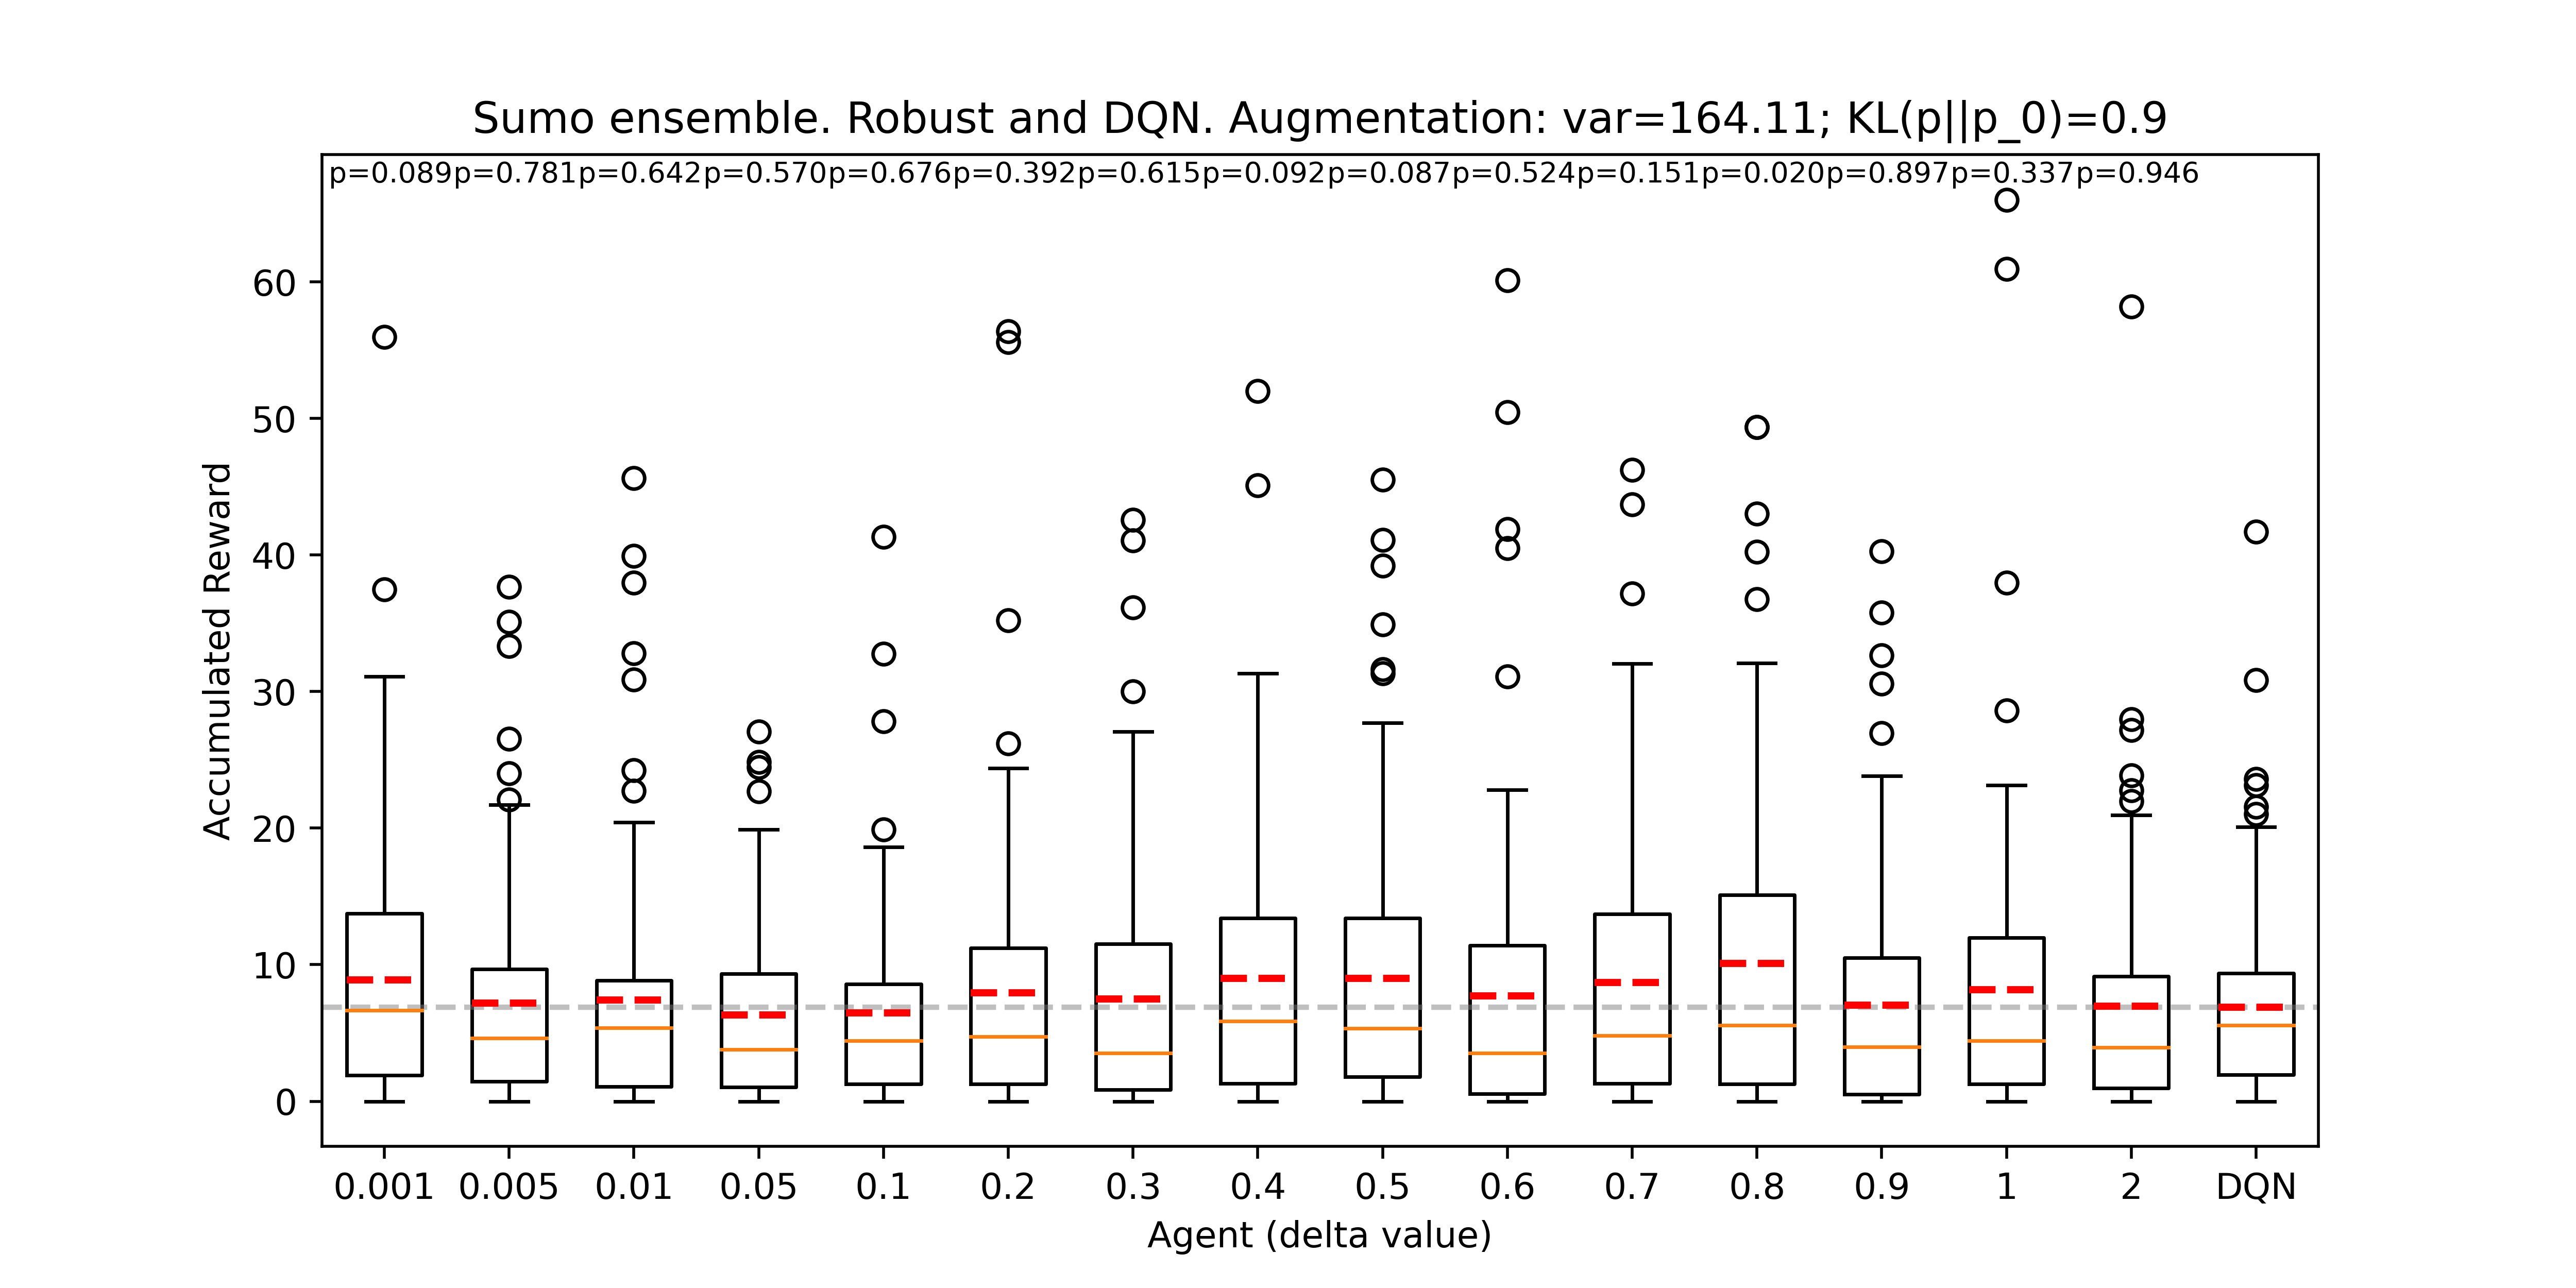 Sumo ensemble. Robust and DQN. Augmentation: var=164.11; KL(p||p_0)=0.9
p=0.089p=0.781p=0.642p=0.570p=0.676p=0.392p=0.615p=0.092p=0.087p=0.524p=0.151p=0.020p=0.897p=0.337p=0.946
60
50
40
30
20
10
0
Accumulated Reward
0.001 0.005 0.01 0.05 0.1 0.2 0.3 0.4 0.5 0.6 0.7 0.8 0.9 1 2 DQN
Agent (delta value)